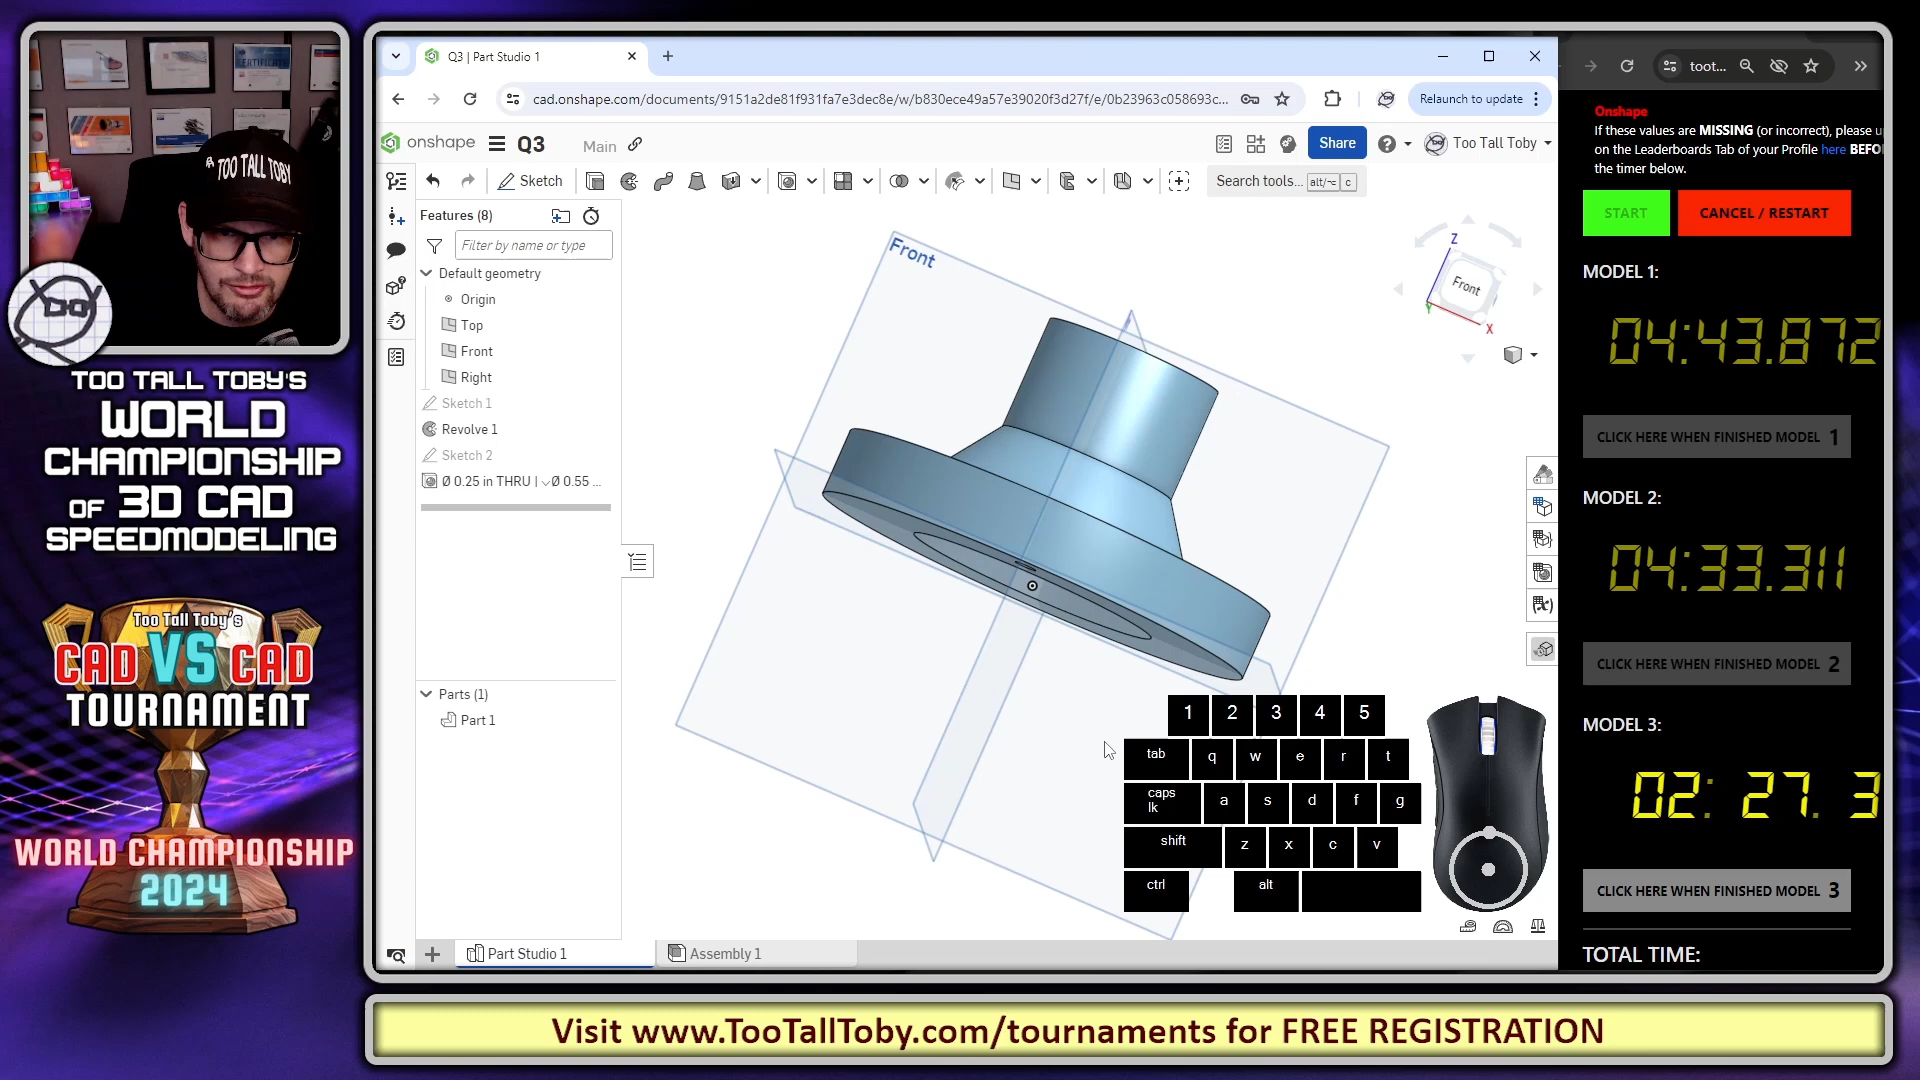 TOO TALL TOBY
TOO TALL TOBY'S
WORLD
CHAMPIONSHIP
OF 3D CAD
SPEEDMODELING
Too Tall Toby's
CAD VS CAD
TOURNAMENT
WORLD CHAMPIONSHIP
2024
Q3 | Part Studio 1
cad.onshape.com/documents/9151a2de81f931fa7e3dec8e/w/b830ece49a57e39020f3d27f/e/0b23963c058693c...
Relaunch to update
onshape
Q3
Main
Share
Too Tall Toby
Sketch
Search tools...
alt/⌥
c
Features (8)
Filter by name or type
Default geometry
Origin
Top
Front
Right
Sketch 1
Revolve 1
Sketch 2
Ø 0.25 in THRU | ⌵Ø 0.55 ...
Parts (1)
Part 1
Front
Z
Front
Y
X
1 2 3 4 5
tab q w e r t
caps lk a s d f g
shift z x c v
ctrl alt
Part Studio 1
Assembly 1
toot...
Onshape
If these values are MISSING (or incorrect), please u
on the Leaderboards Tab of your Profile here BEFO
the timer below.
START
CANCEL / RESTART
MODEL 1:
04:43.872
CLICK HERE WHEN FINISHED MODEL 1
MODEL 2:
04:33.311
CLICK HERE WHEN FINISHED MODEL 2
MODEL 3:
02: 27. 3
CLICK HERE WHEN FINISHED MODEL 3
TOTAL TIME:
Visit www.TooTallToby.com/tournaments for FREE REGISTRATION